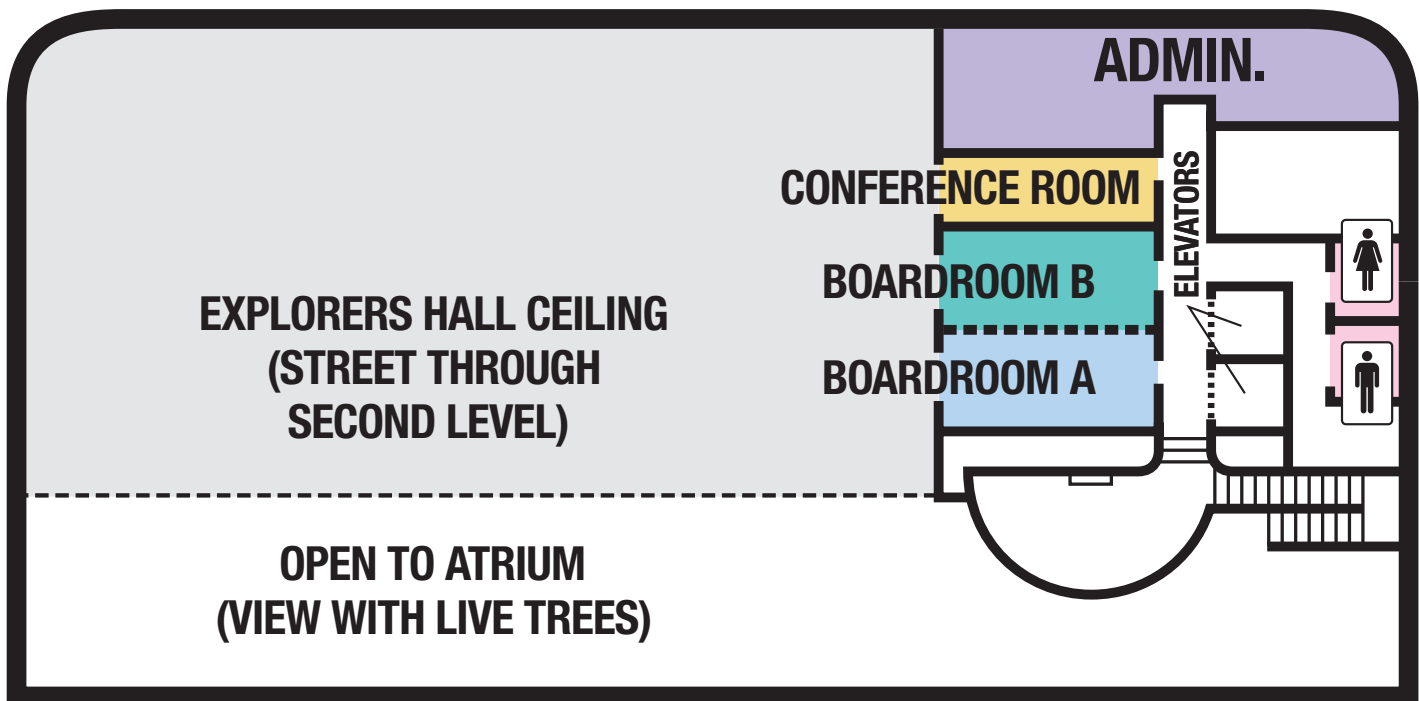 ADMIN.
CONFERENCE ROOM
ELEVATORS
BOARDROOM B
BOARDROOM A
EXPLORERS HALL CEILING
(STREET THROUGH
SECOND LEVEL)
OPEN TO ATRIUM
(VIEW WITH LIVE TREES)